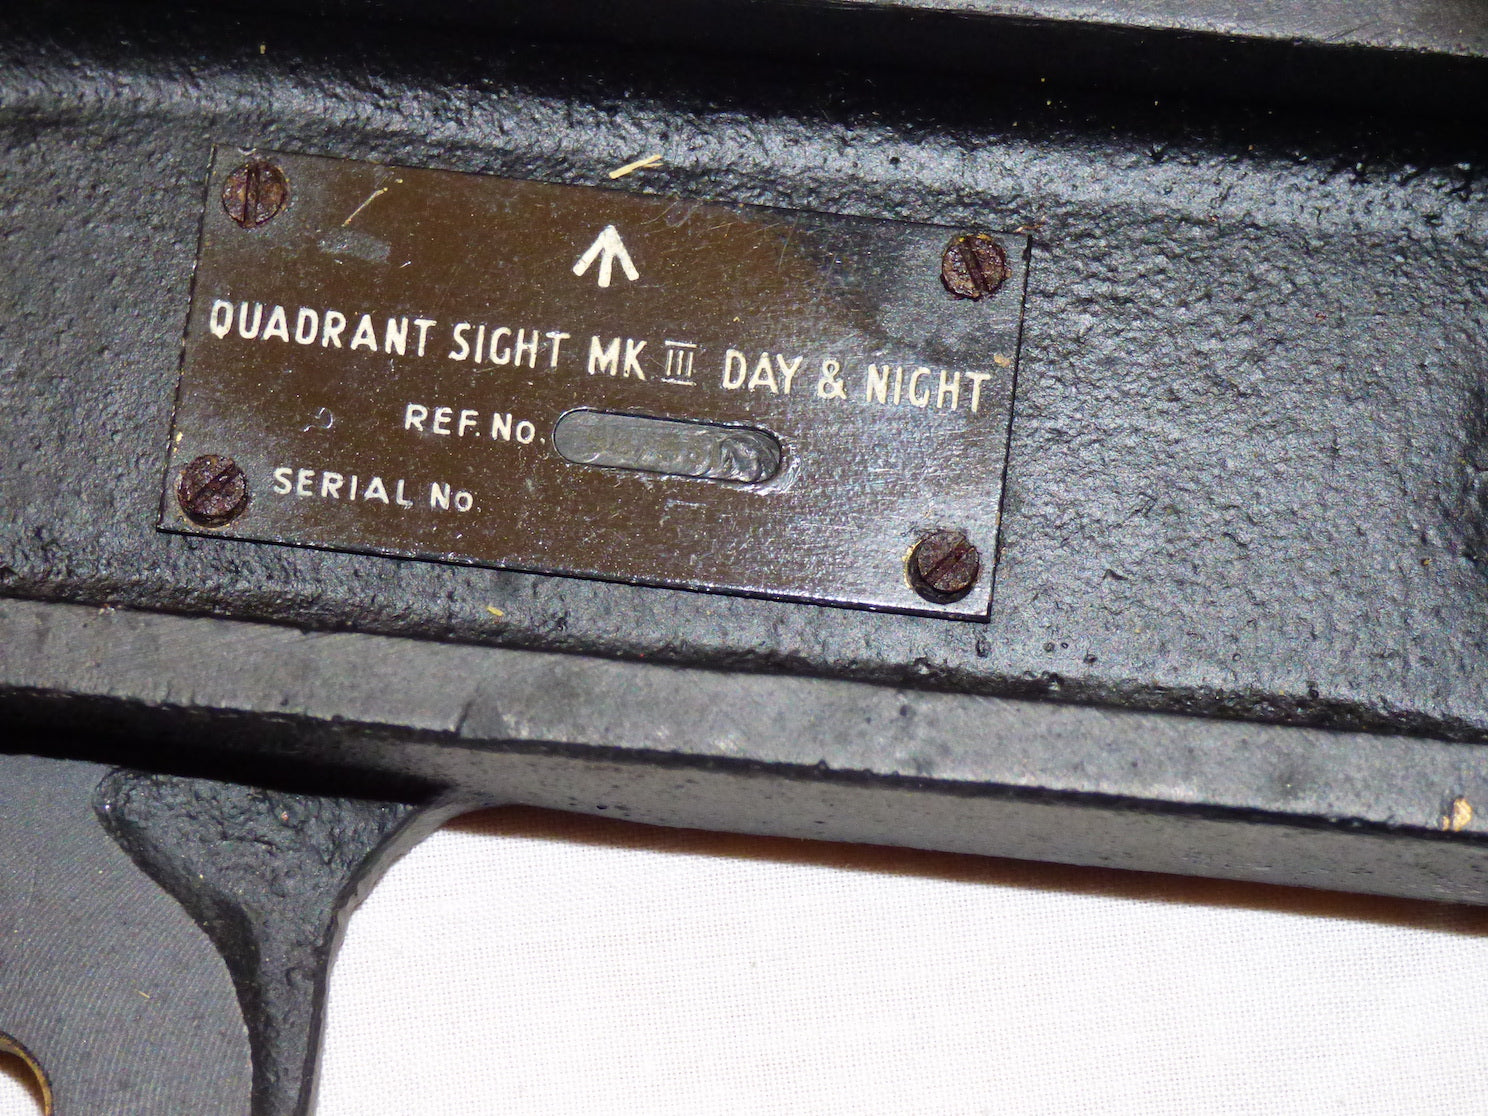 QUADRANT SIGHT MK III DAY & NIGHT
REF. No.
SERIAL No